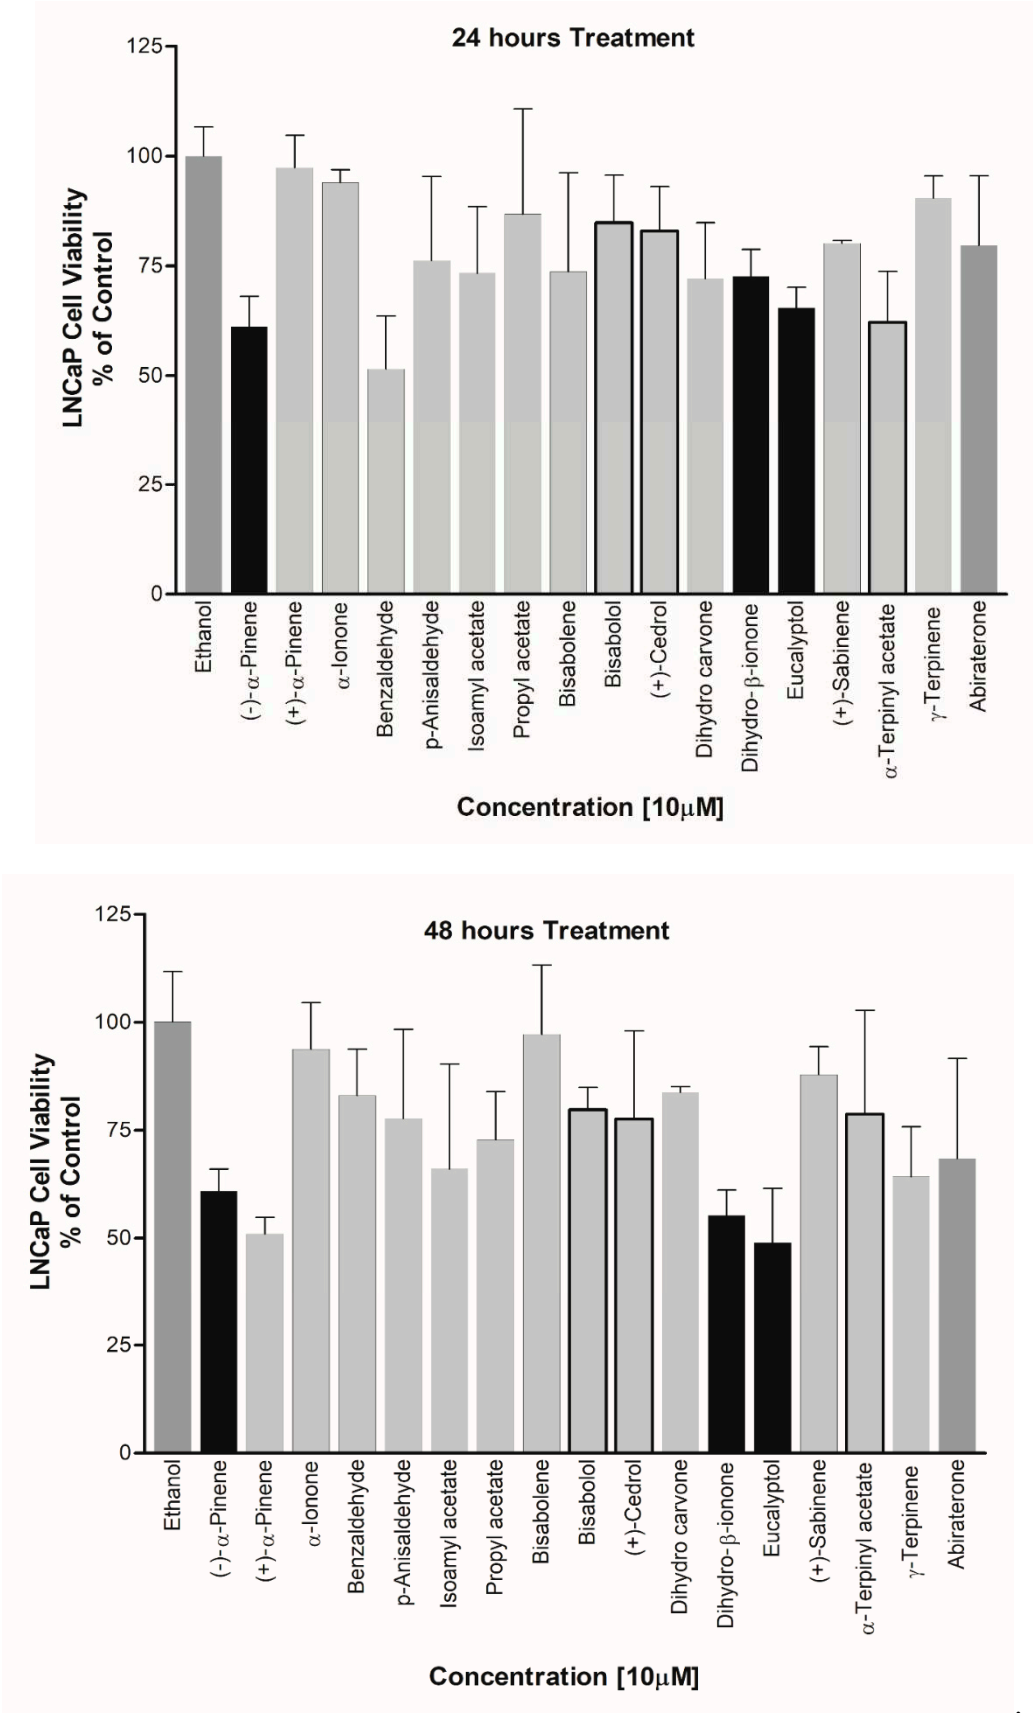 24 hours Treatment
LNCaP Cell Viability
% of Control
125
100
75
50
25
0
Ethanol
(-)-α-Pinene
(+)-α-Pinene
α-Ionone
Benzaldehyde
p-Anisaldehyde
Isoamyl acetate
Propyl acetate
Bisabolene
Bisabolol
(+)-Cedrol
Dihydro carvone
Dihydro-β-ionone
Eucalyptol
(+)-Sabinene
α-Terpinyl acetate
γ-Terpinene
Abiraterone
Concentration [10µM]
48 hours Treatment
LNCaP Cell Viability
% of Control
125
100
75
50
25
0
Ethanol
(-)-α-Pinene
(+)-α-Pinene
α-Ionone
Benzaldehyde
p-Anisaldehyde
Isoamyl acetate
Propyl acetate
Bisabolene
Bisabolol
(+)-Cedrol
Dihydro carvone
Dihydro-β-ionone
Eucalyptol
(+)-Sabinene
α-Terpinyl acetate
γ-Terpinene
Abiraterone
Concentration [10µM]